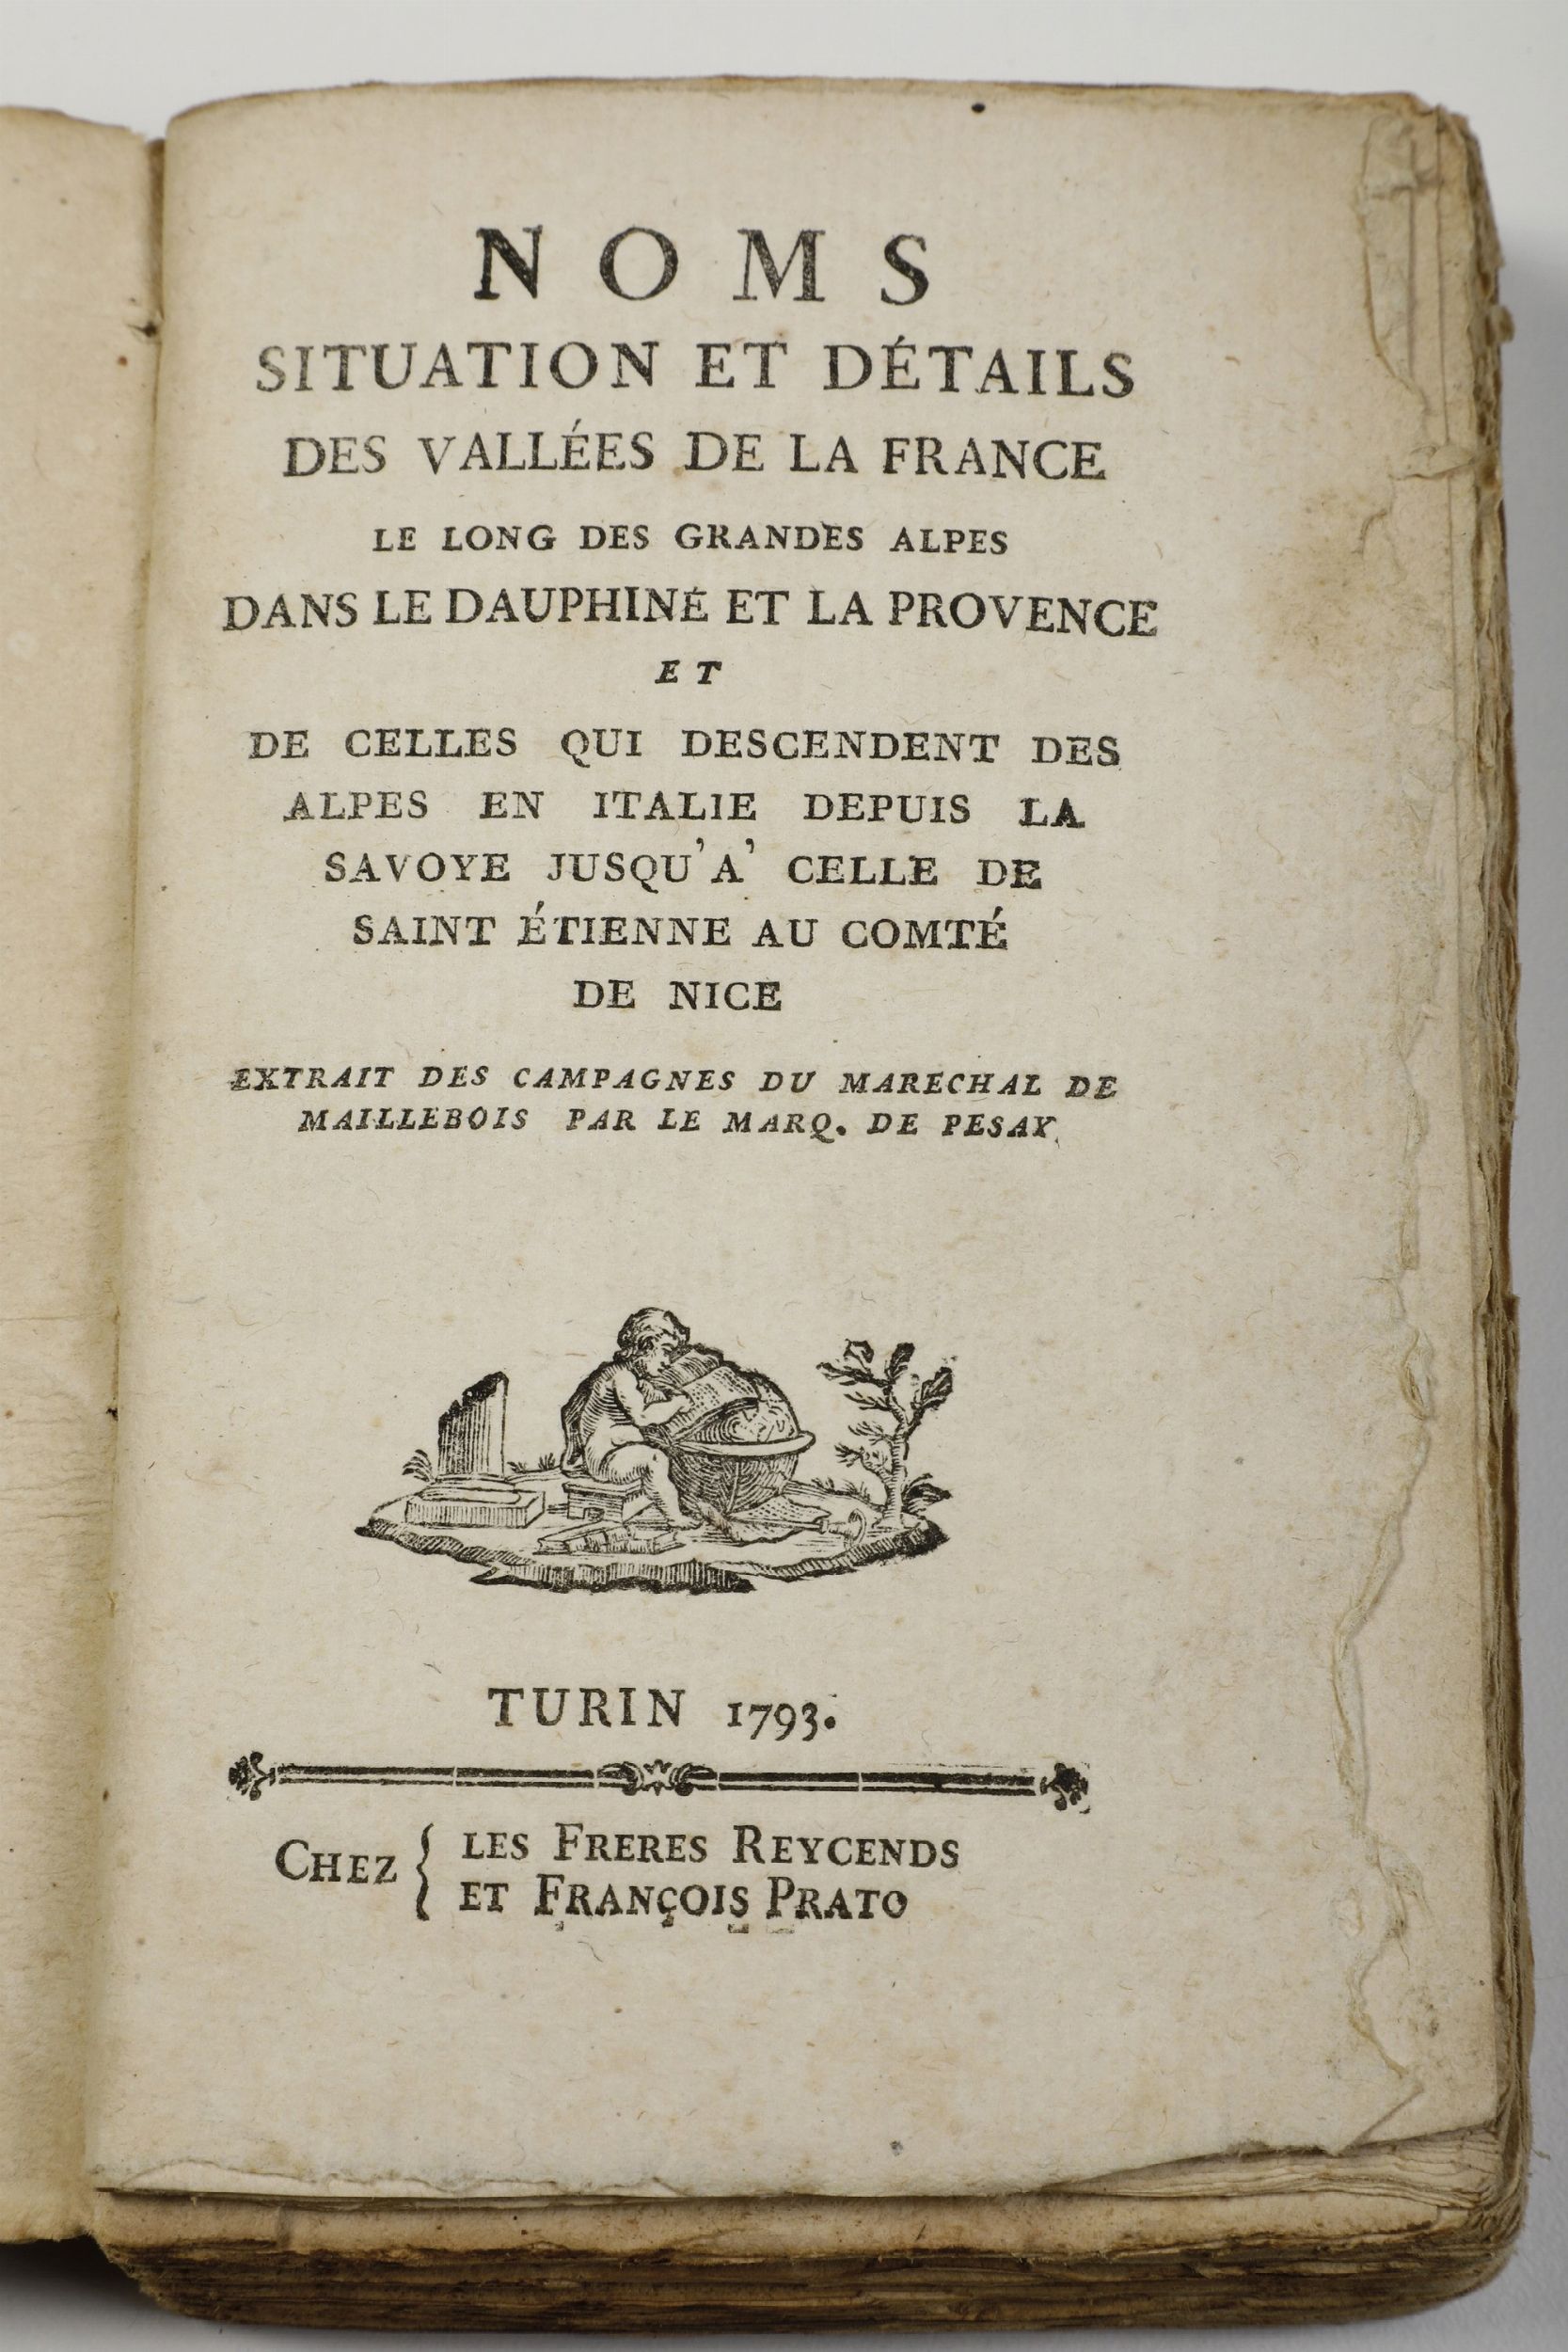 NOMS
SITUATION ET DÉTAILS
DES VALLÉES DE LA FRANCE
LE LONG DES GRANDES ALPES
DANS LE DAUPHINÉ ET LA PROVENCE
ET
DE CELLES QUI DESCENDENT DES
ALPES EN ITALIE DEPUIS LA
SAVOYE JUSQU'A' CELLE DE
SAINT ÉTIENNE AU COMTÉ
DE NICE
EXTRAIT DES CAMPAGNES DU MARECHAL DE
MAILLEBOIS PAR LE MARQ. DE PESAY
TURIN 1793.
CHEZ { LES FRERES REYCENDS
ET FRANÇOIS PRATO